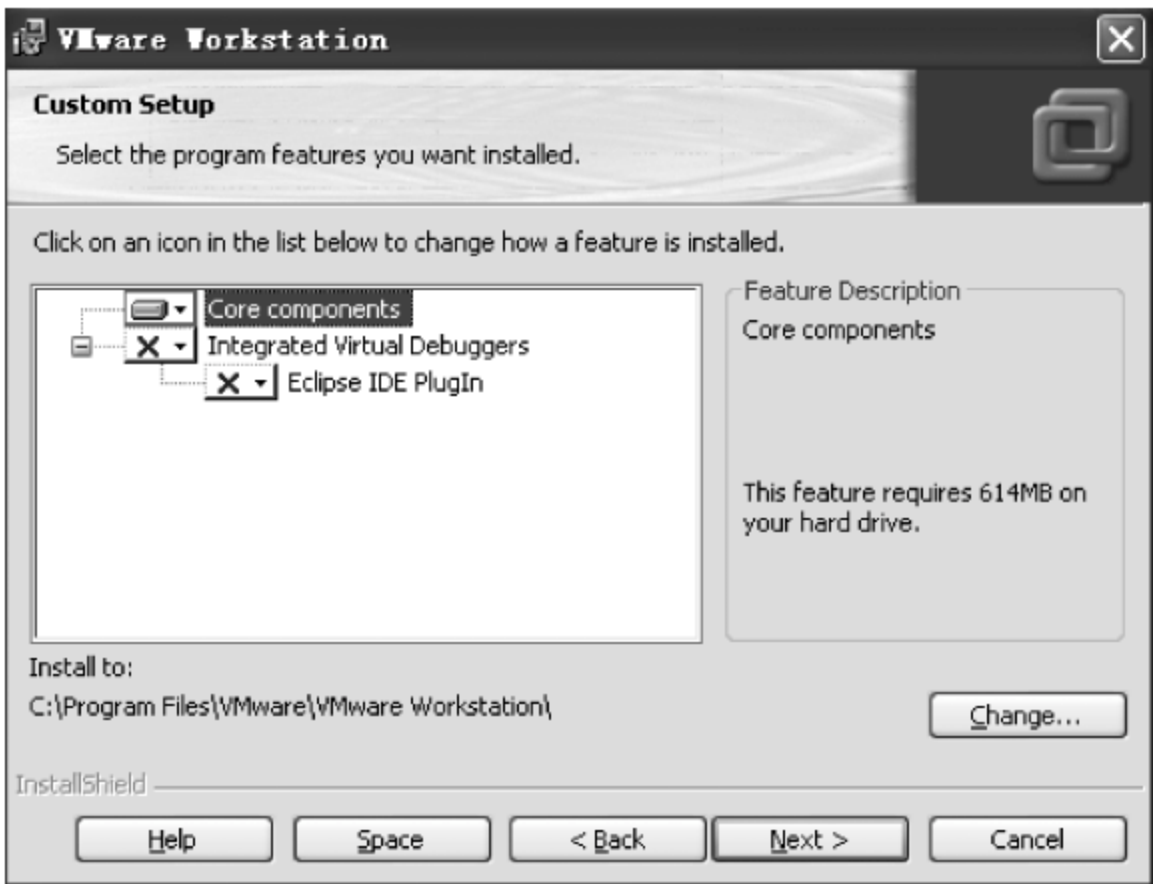 VMware Workstation
Custom Setup
Select the program features you want installed.
Click on an icon in the list below to change how a feature is installed.
Core components
Integrated Virtual Debuggers
Eclipse IDE PlugIn
Feature Description
Core components
This feature requires 614MB on
your hard drive.
Install to:
C:\Program Files\VMware\VMware Workstation\
Change...
InstallShield
Help
Space
< Back
Next >
Cancel